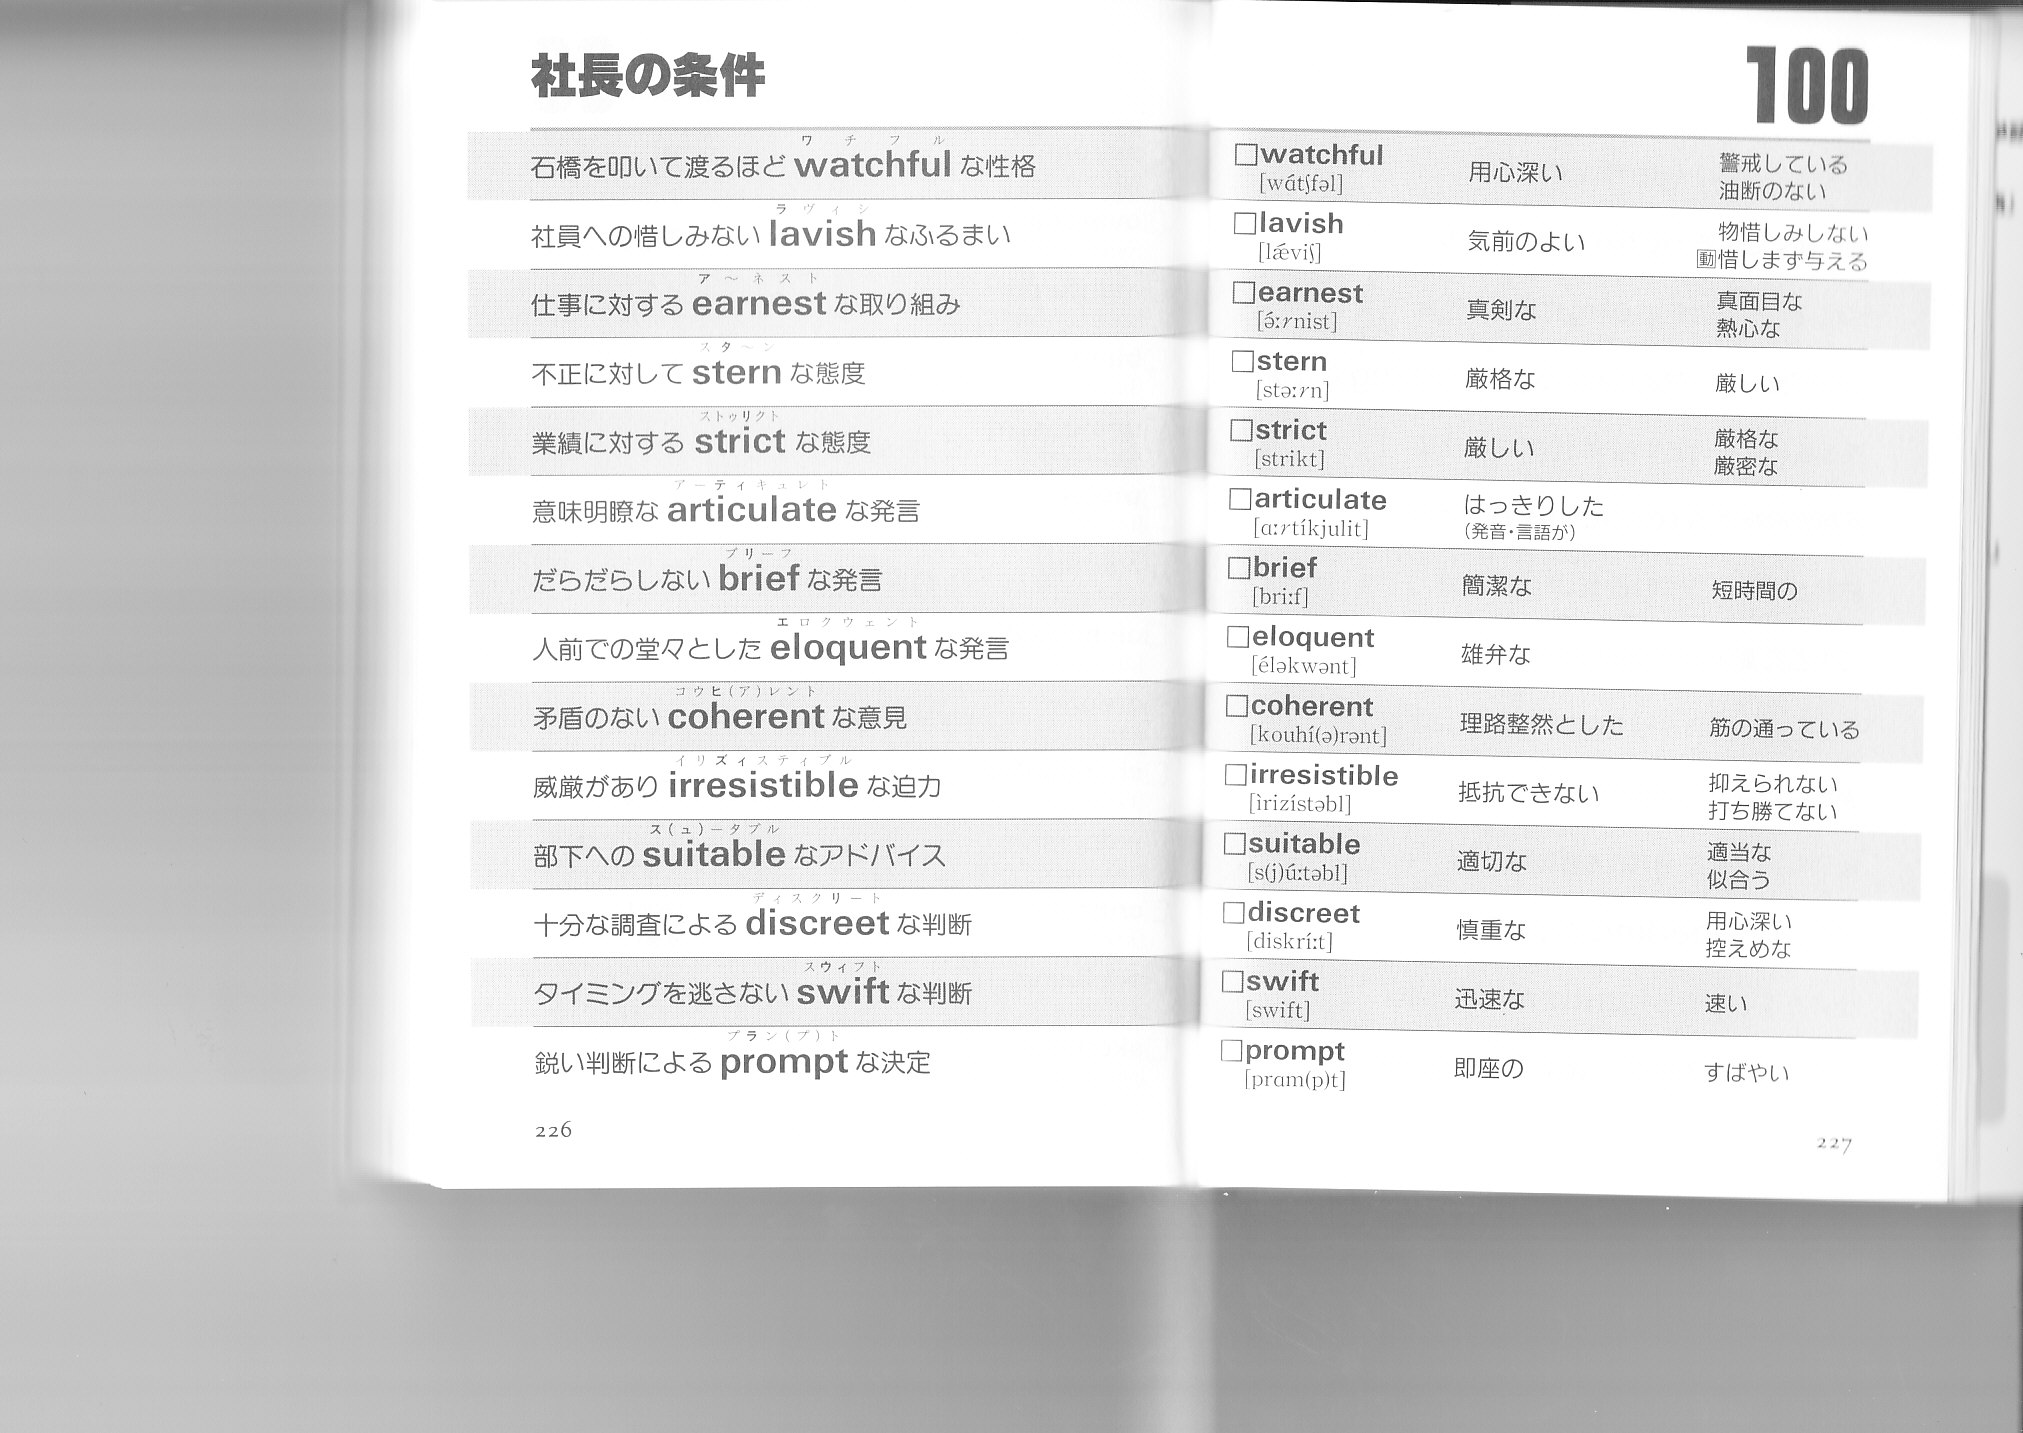 社長の条件
ワチフル
石橋を叩いて渡るほど watchful な性格
ラヴィシ
社員への惜しみない lavish なふるまい
ア〜ネスト
仕事に対する earnest な取り組み
スタ〜ン
不正に対して stern な態度
ストゥリクト
業績に対する strict な態度
アーティキュレト
意味明瞭な articulate な発言
ブリーフ
だらだらしない brief な発言
エロクウェント
人前での堂々とした eloquent な発言
コウヒ(ア)レント
矛盾のない coherent な意見
イリズィスティブル
威厳があり irresistible な迫力
ス(ュ)ータブル
部下への suitable なアドバイス
ディスクリート
十分な調査による discreet な判断
スウィフト
タイミングを逃さない swift な判断
プラン(プ)ト
鋭い判断による prompt な決定
226
100
□watchful 用心深い 警戒している
[wɑ́tʃfəl] 油断のない
□lavish 気前のよい 物惜しみしない
[lǽviʃ] 動惜しまず与える
□earnest 真剣な 真面目な
[ə́ːrnist] 熱心な
□stern 厳格な 厳しい
[stəːrn]
□strict 厳しい 厳格な
[strikt] 厳密な
□articulate はっきりした
[ɑːrtíkjulit] (発音・言語が)
□brief 簡潔な 短時間の
[briːf]
□eloquent 雄弁な
[éləkwənt]
□coherent 理路整然とした 筋の通っている
[kouhí(ə)rənt]
□irresistible 抵抗できない 抑えられない
[ìrizístəbl] 打ち勝てない
□suitable 適切な 適当な
[s(j)úːtəbl] 似合う
□discreet 慎重な 用心深い
[diskríːt] 控えめな
□swift 迅速な 速い
[swift]
□prompt 即座の すばやい
[prɑm(p)t]
227